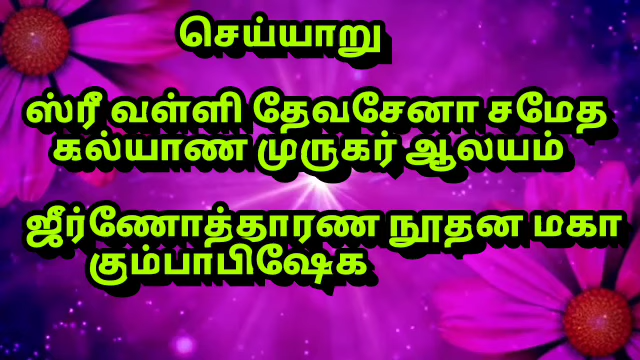 செய்யாறு
ஸ்ரீ வள்ளி தேவசேனா சமேத
கல்யாண முருகர் ஆலயம்
ஜீர்ணோத்தாரண நூதன மகா
கும்பாபிஷேக